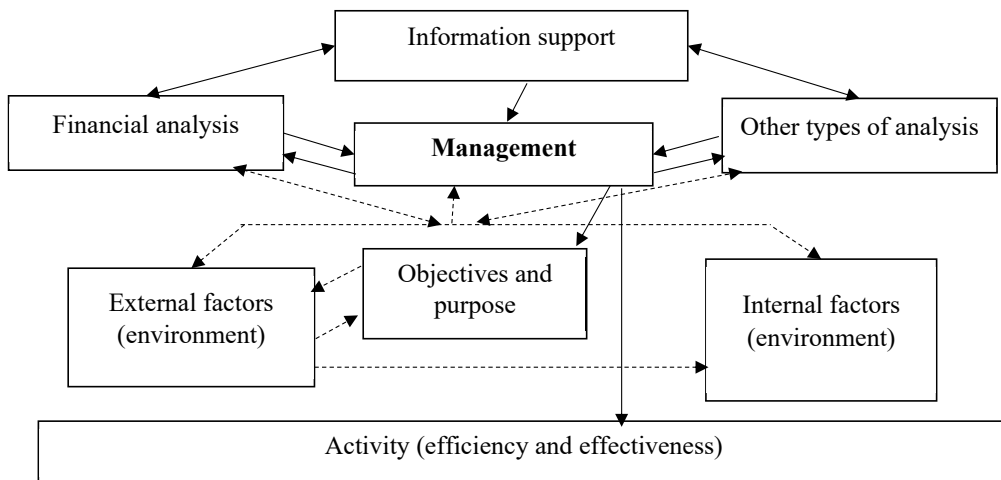 Information support
Financial analysis
Management
Other types of analysis
External factors
(environment)
Objectives and
purpose
Internal factors
(environment)
Activity (efficiency and effectiveness)